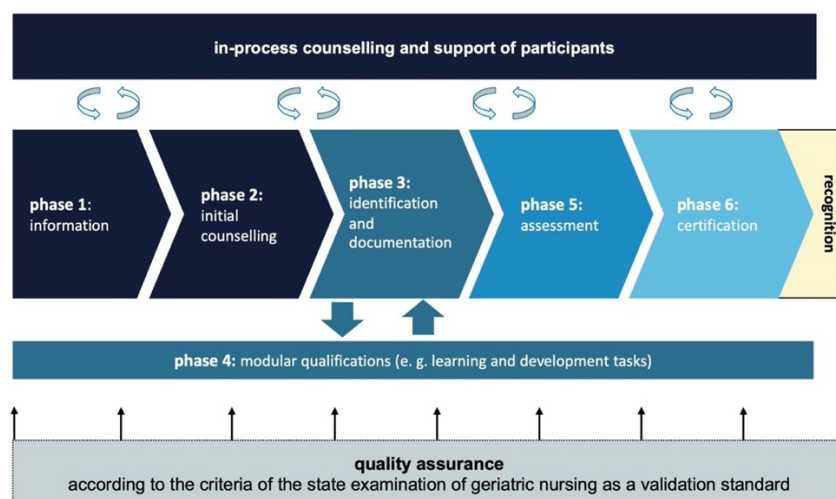 in-process counselling and support of participants
phase 1:
information
phase 2:
initial
counselling
phase 3:
identification
and
documentation
phase 5:
assessment
phase 6:
certification
recognition
phase 4: modular qualifications (e. g. learning and development tasks)
quality assurance
according to the criteria of the state examination of geriatric nursing as a validation standard